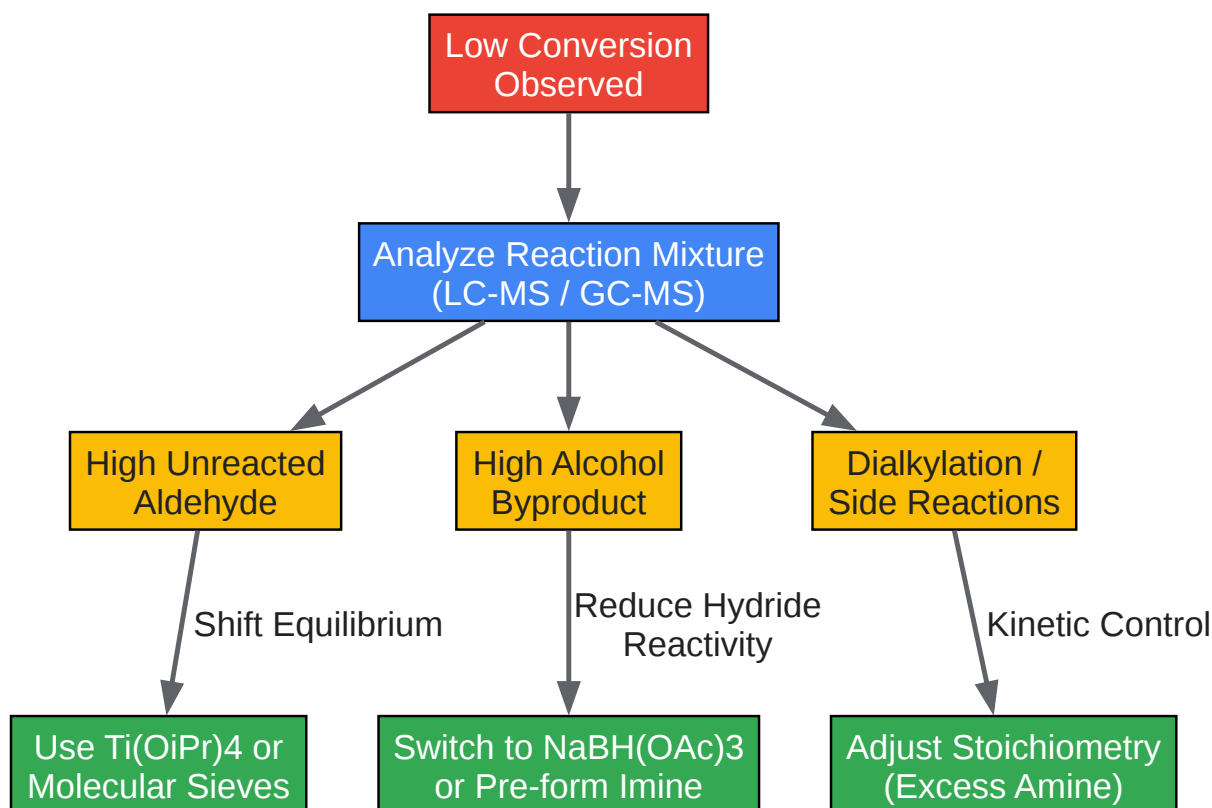 Low Conversion
Observed
Analyze Reaction Mixture
(LC-MS / GC-MS)
High Unreacted
Aldehyde
High Alcohol
Byproduct
Dialkylation /
Side Reactions
Shift Equilibrium
Reduce Hydride
Reactivity
Kinetic Control
Use Ti(OiPr)4 or
Molecular Sieves
Switch to NaBH(OAc)3
or Pre-form Imine
Adjust Stoichiometry
(Excess Amine)